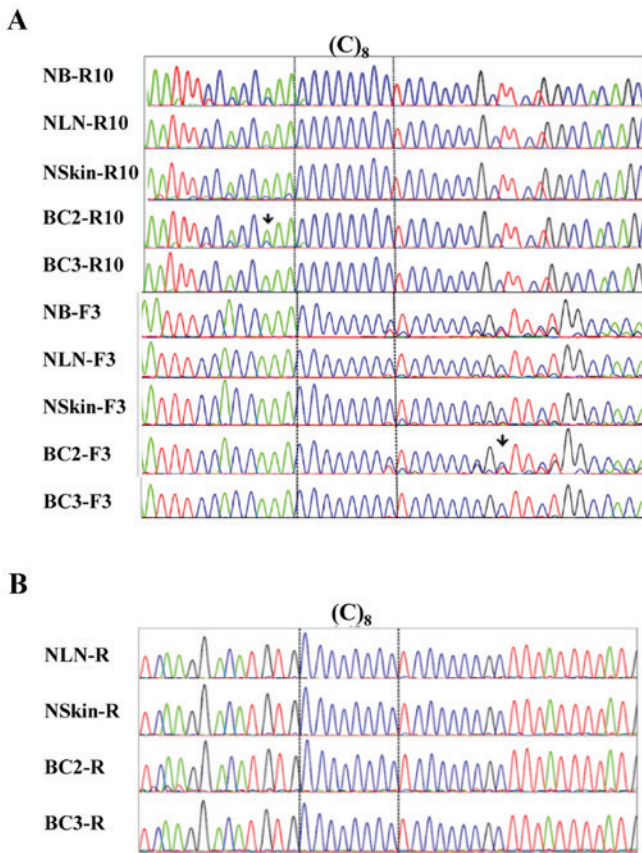 A
(C)8
NB-R10
NLN-R10
NSkin-R10
BC2-R10
BC3-R10
NB-F3
NLN-F3
NSkin-F3
BC2-F3
BC3-F3
B
(C)8
NLN-R
NSkin-R
BC2-R
BC3-R